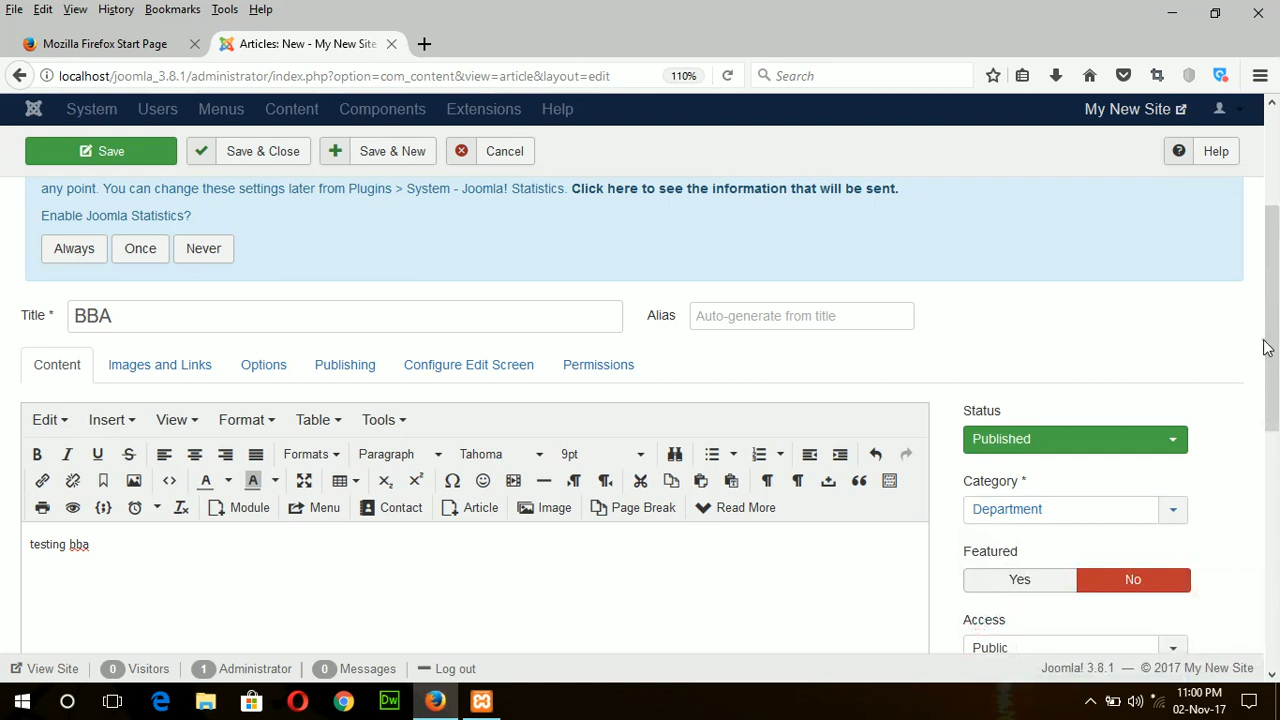 File Edit View History Bookmarks Tools Help
Mozilla Firefox Start Page
Articles: New - My New Site
localhost/joomla_3.8.1/administrator/index.php?option=com_content&view=article&layout=edit 110% Search
System Users Menus Content Components Extensions Help My New Site
Save Save & Close Save & New Cancel Help
any point. You can change these settings later from Plugins > System - Joomla! Statistics. Click here to see the information that will be sent.
Enable Joomla Statistics?
Always Once Never
Title * BBA Alias Auto-generate from title
Content Images and Links Options Publishing Configure Edit Screen Permissions
Edit Insert View Format Table Tools
Formats Paragraph Tahoma 9pt
Module Menu Contact Article Image Page Break Read More
testing bba
Status
Published
Category *
Department
Featured
Yes No
Access
Public
View Site 0 Visitors 1 Administrator 0 Messages Log out Joomla! 3.8.1 — © 2017 My New Site
11:00 PM
02-Nov-17